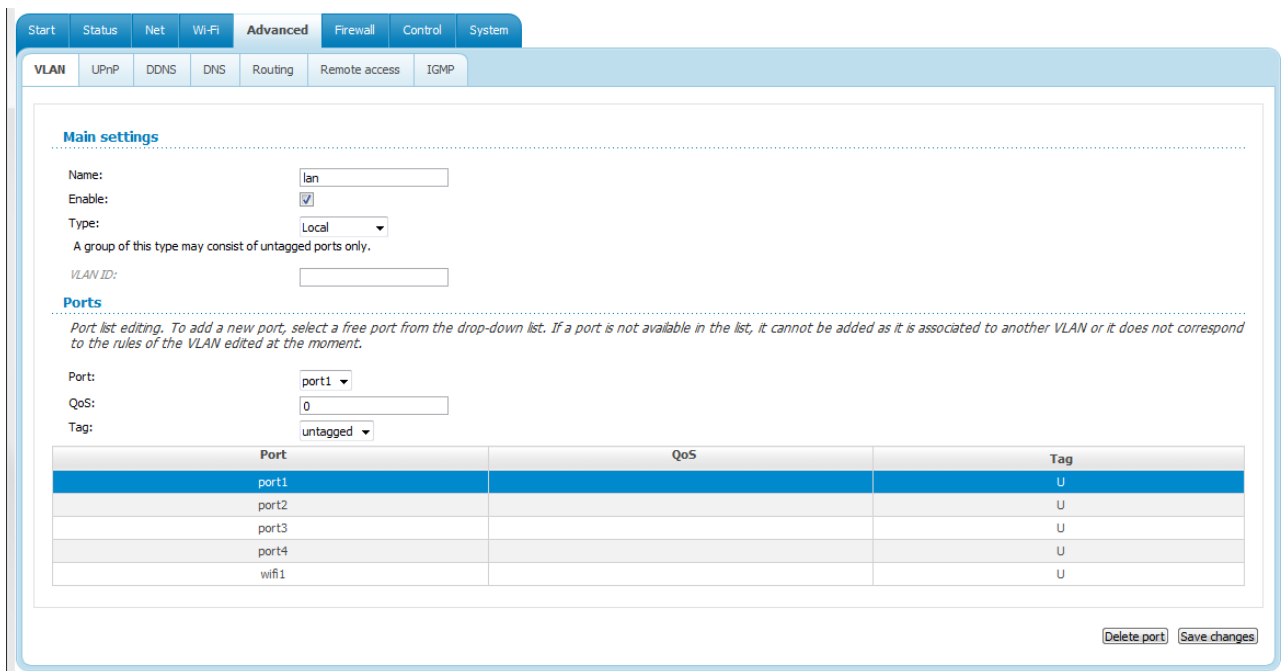 Start Status Net Wi-Fi Advanced Firewall Control System
VLAN UPnP DDNS DNS Routing Remote access IGMP
Main settings
Name: lan
Enable:
Type: Local
A group of this type may consist of untagged ports only.
VLAN ID:
Ports
Port list editing. To add a new port, select a free port from the drop-down list. If a port is not available in the list, it cannot be added as it is associated to another VLAN or it does not correspond
to the rules of the VLAN edited at the moment.
Port: port1
QoS: 0
Tag: untagged
Port QoS Tag
port1 U
port2 U
port3 U
port4 U
wifi1 U
Delete port Save changes